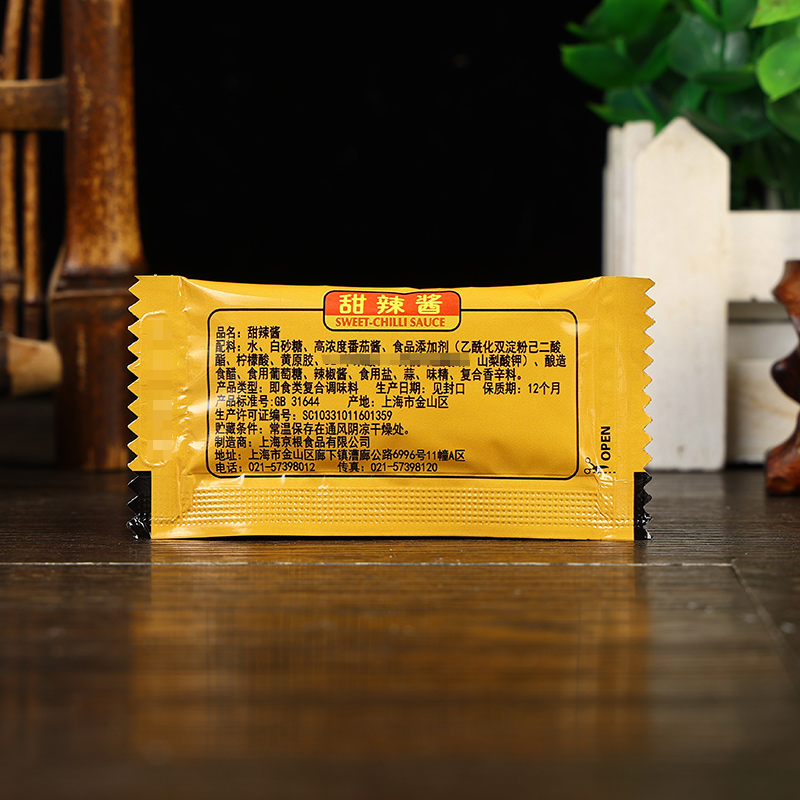 甜辣酱
SWEET-CHILLI SAUCE
品名：甜辣酱
配料：水、白砂糖、高浓度番茄酱、食品添加剂（乙酰化双淀粉己二酸
酯、柠檬酸、黄原胶、 山梨酸钾）、酿造
食醋、食用葡萄糖、辣椒酱、食用盐、蒜、味精、复合香辛料。
产品类型：即食类复合调味料 生产日期：见封口 保质期：12个月
产品标准号:GB 31644 产地：上海市金山区
生产许可证编号：SC10331011601359
贮藏条件：常温保存在通风阴凉干燥处。
制造商：上海京根食品有限公司
地址：上海市金山区廊下镇漕廊公路6996号11幢A区
电话：021-57398012 传真：021-57398120
OPEN